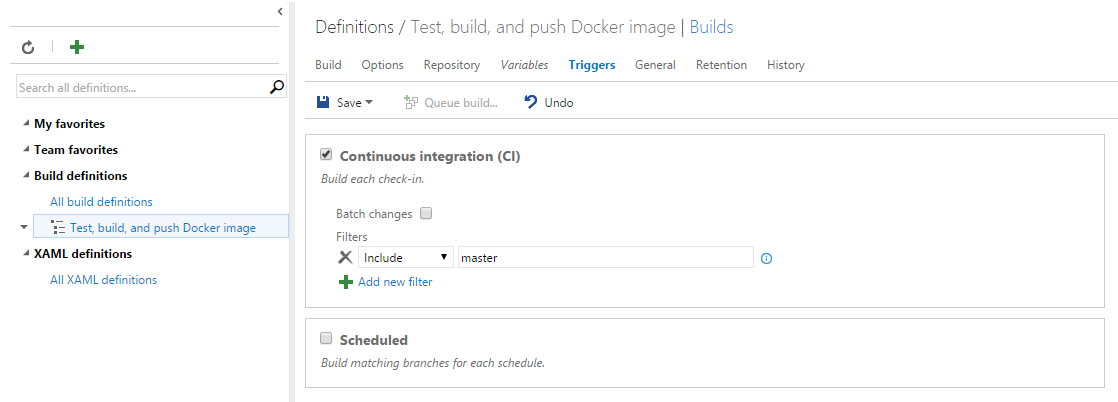 Search all definitions...
My favorites
Team favorites
Build definitions
All build definitions
Test, build, and push Docker image
XAML definitions
All XAML definitions
Definitions / Test, build, and push Docker image | Builds
Build Options Repository Variables Triggers General Retention History
Save Queue build... Undo
Continuous integration (CI)
Build each check-in.
Batch changes
Filters
Include master
Add new filter
Scheduled
Build matching branches for each schedule.